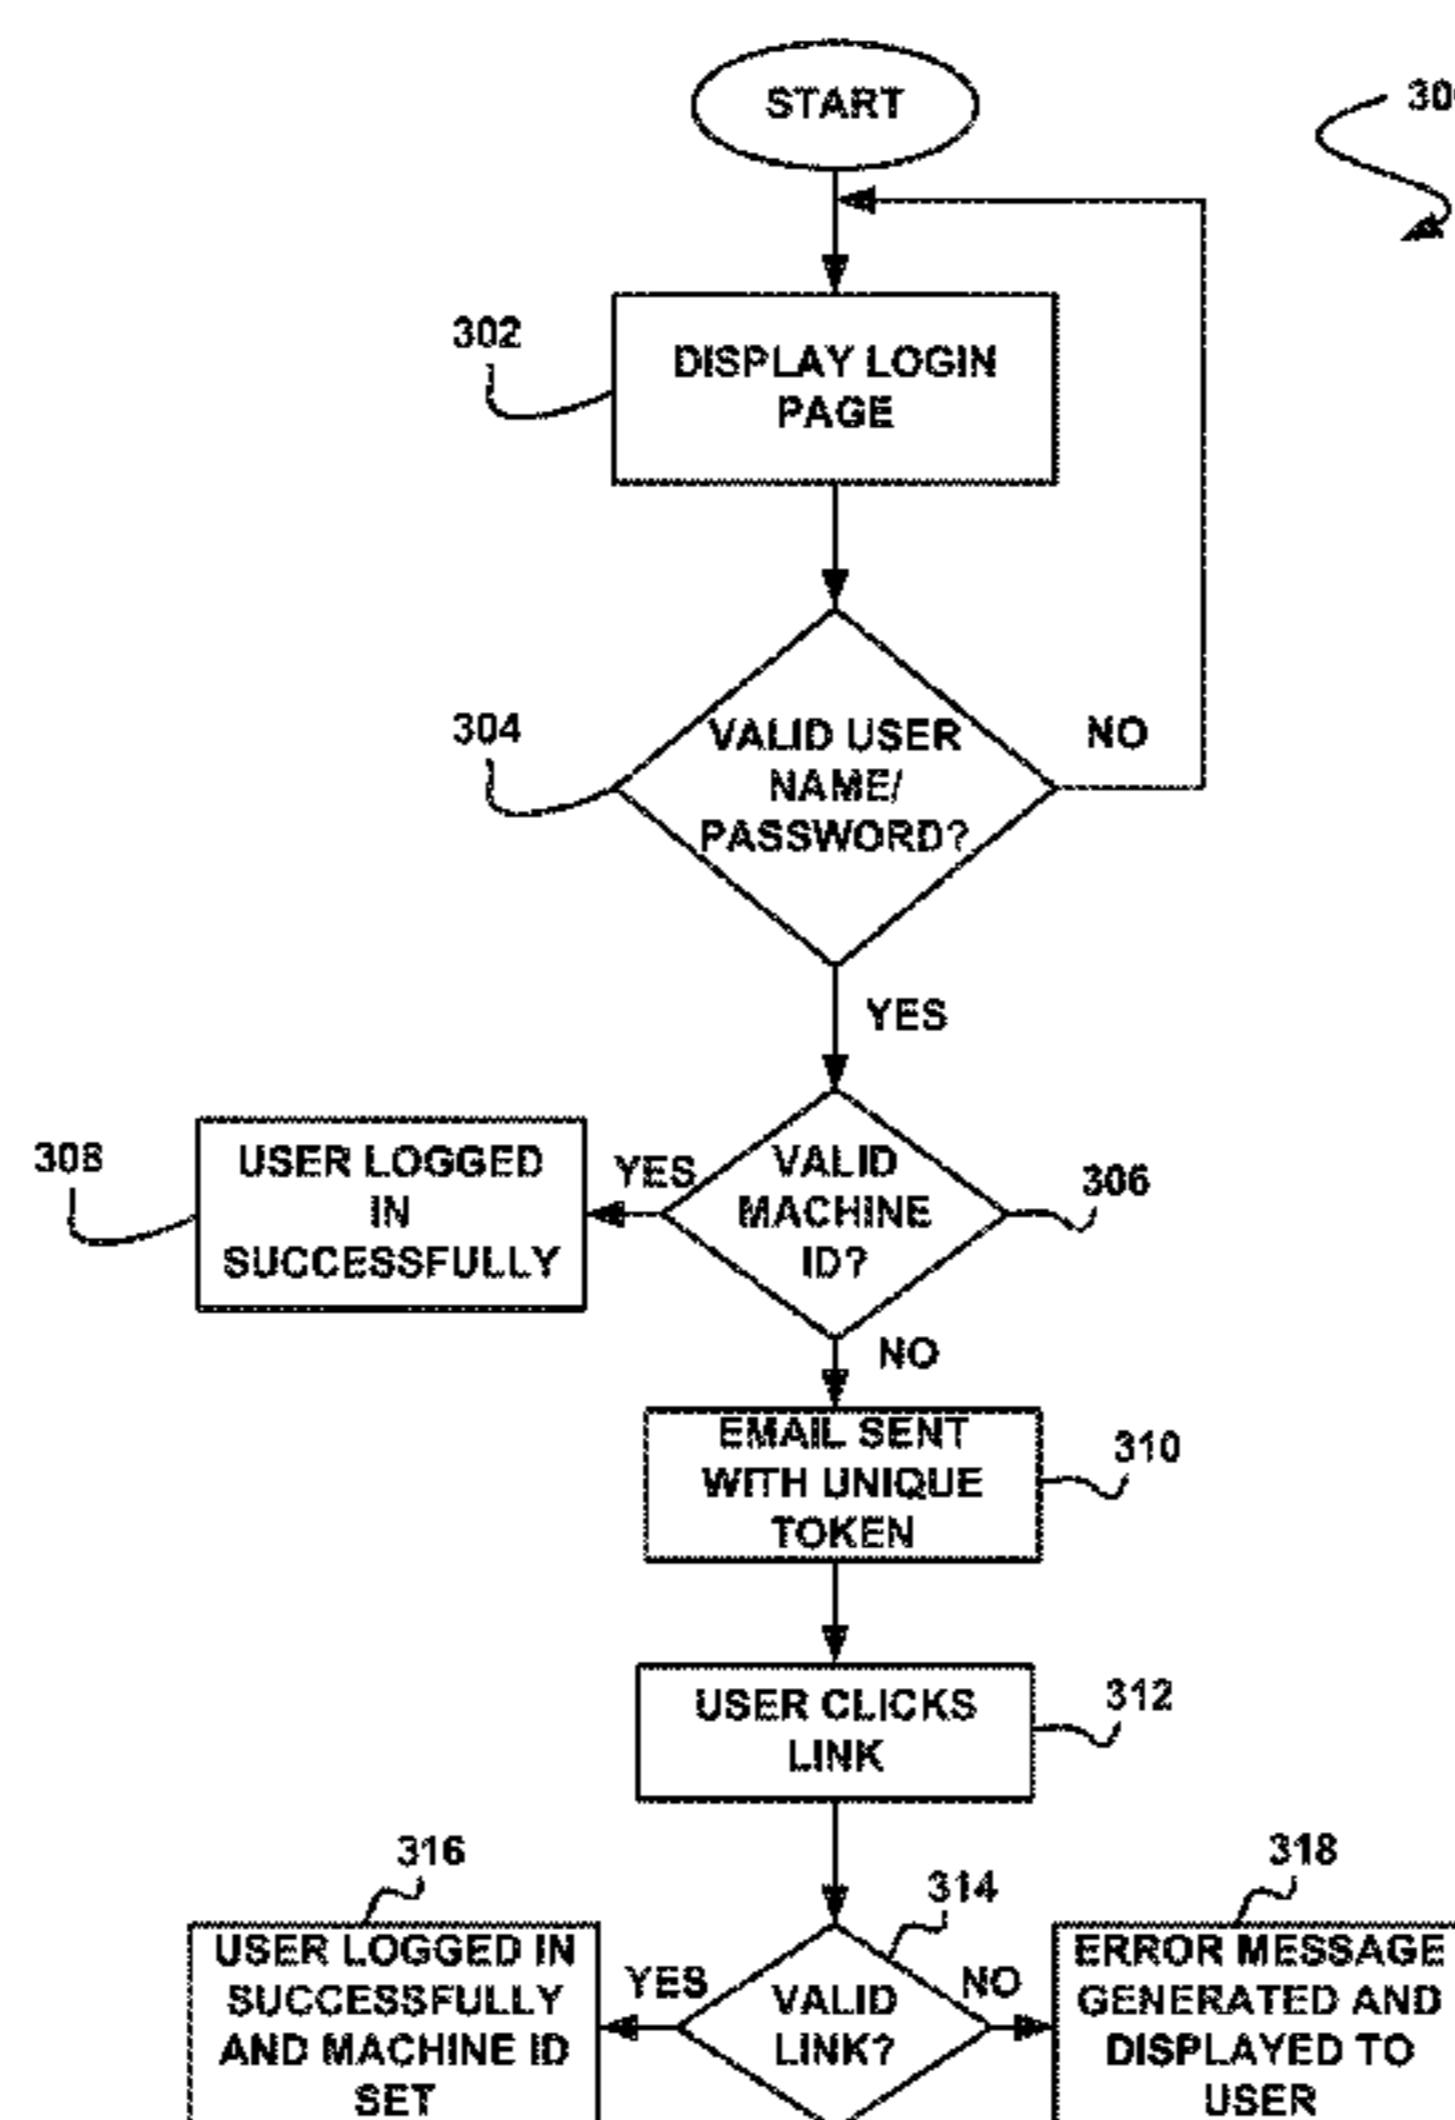 START
30
302
DISPLAY LOGIN
PAGE
304
VALID USER
NAME/
PASSWORD?
NO
YES
308
USER LOGGED
IN
SUCCESSFULLY
YES
VALID
MACHINE
ID?
306
NO
EMAIL SENT
WITH UNIQUE
TOKEN
310
USER CLICKS
LINK
312
316
314
318
USER LOGGED IN
SUCCESSFULLY
AND MACHINE ID
SET
YES
VALID
LINK?
NO
ERROR MESSAGE
GENERATED AND
DISPLAYED TO
USER